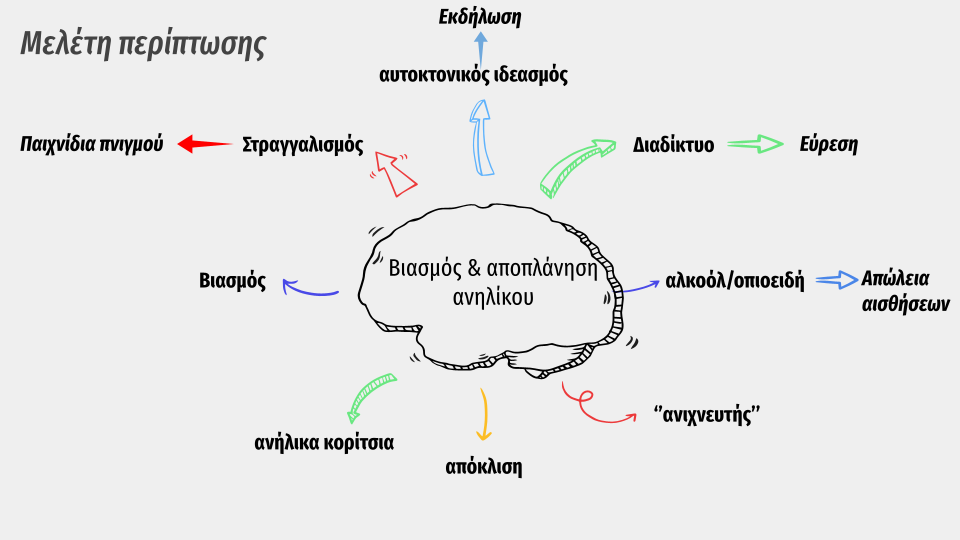 Εκδήλωση
Μελέτη περίπτωσης
αυτοκτονικός ιδεασμός
Παιχνίδια πνιγμού
Στραγγαλισμός
Διαδίκτυο
Εύρεση
Βιασμός & αποπλάνηση
ανηλίκου
Βιασμός
αλκοόλ/οπιοειδή
Απώλεια
αισθήσεων
‘’ανιχνευτής’’
ανήλικα κορίτσια
απόκλιση